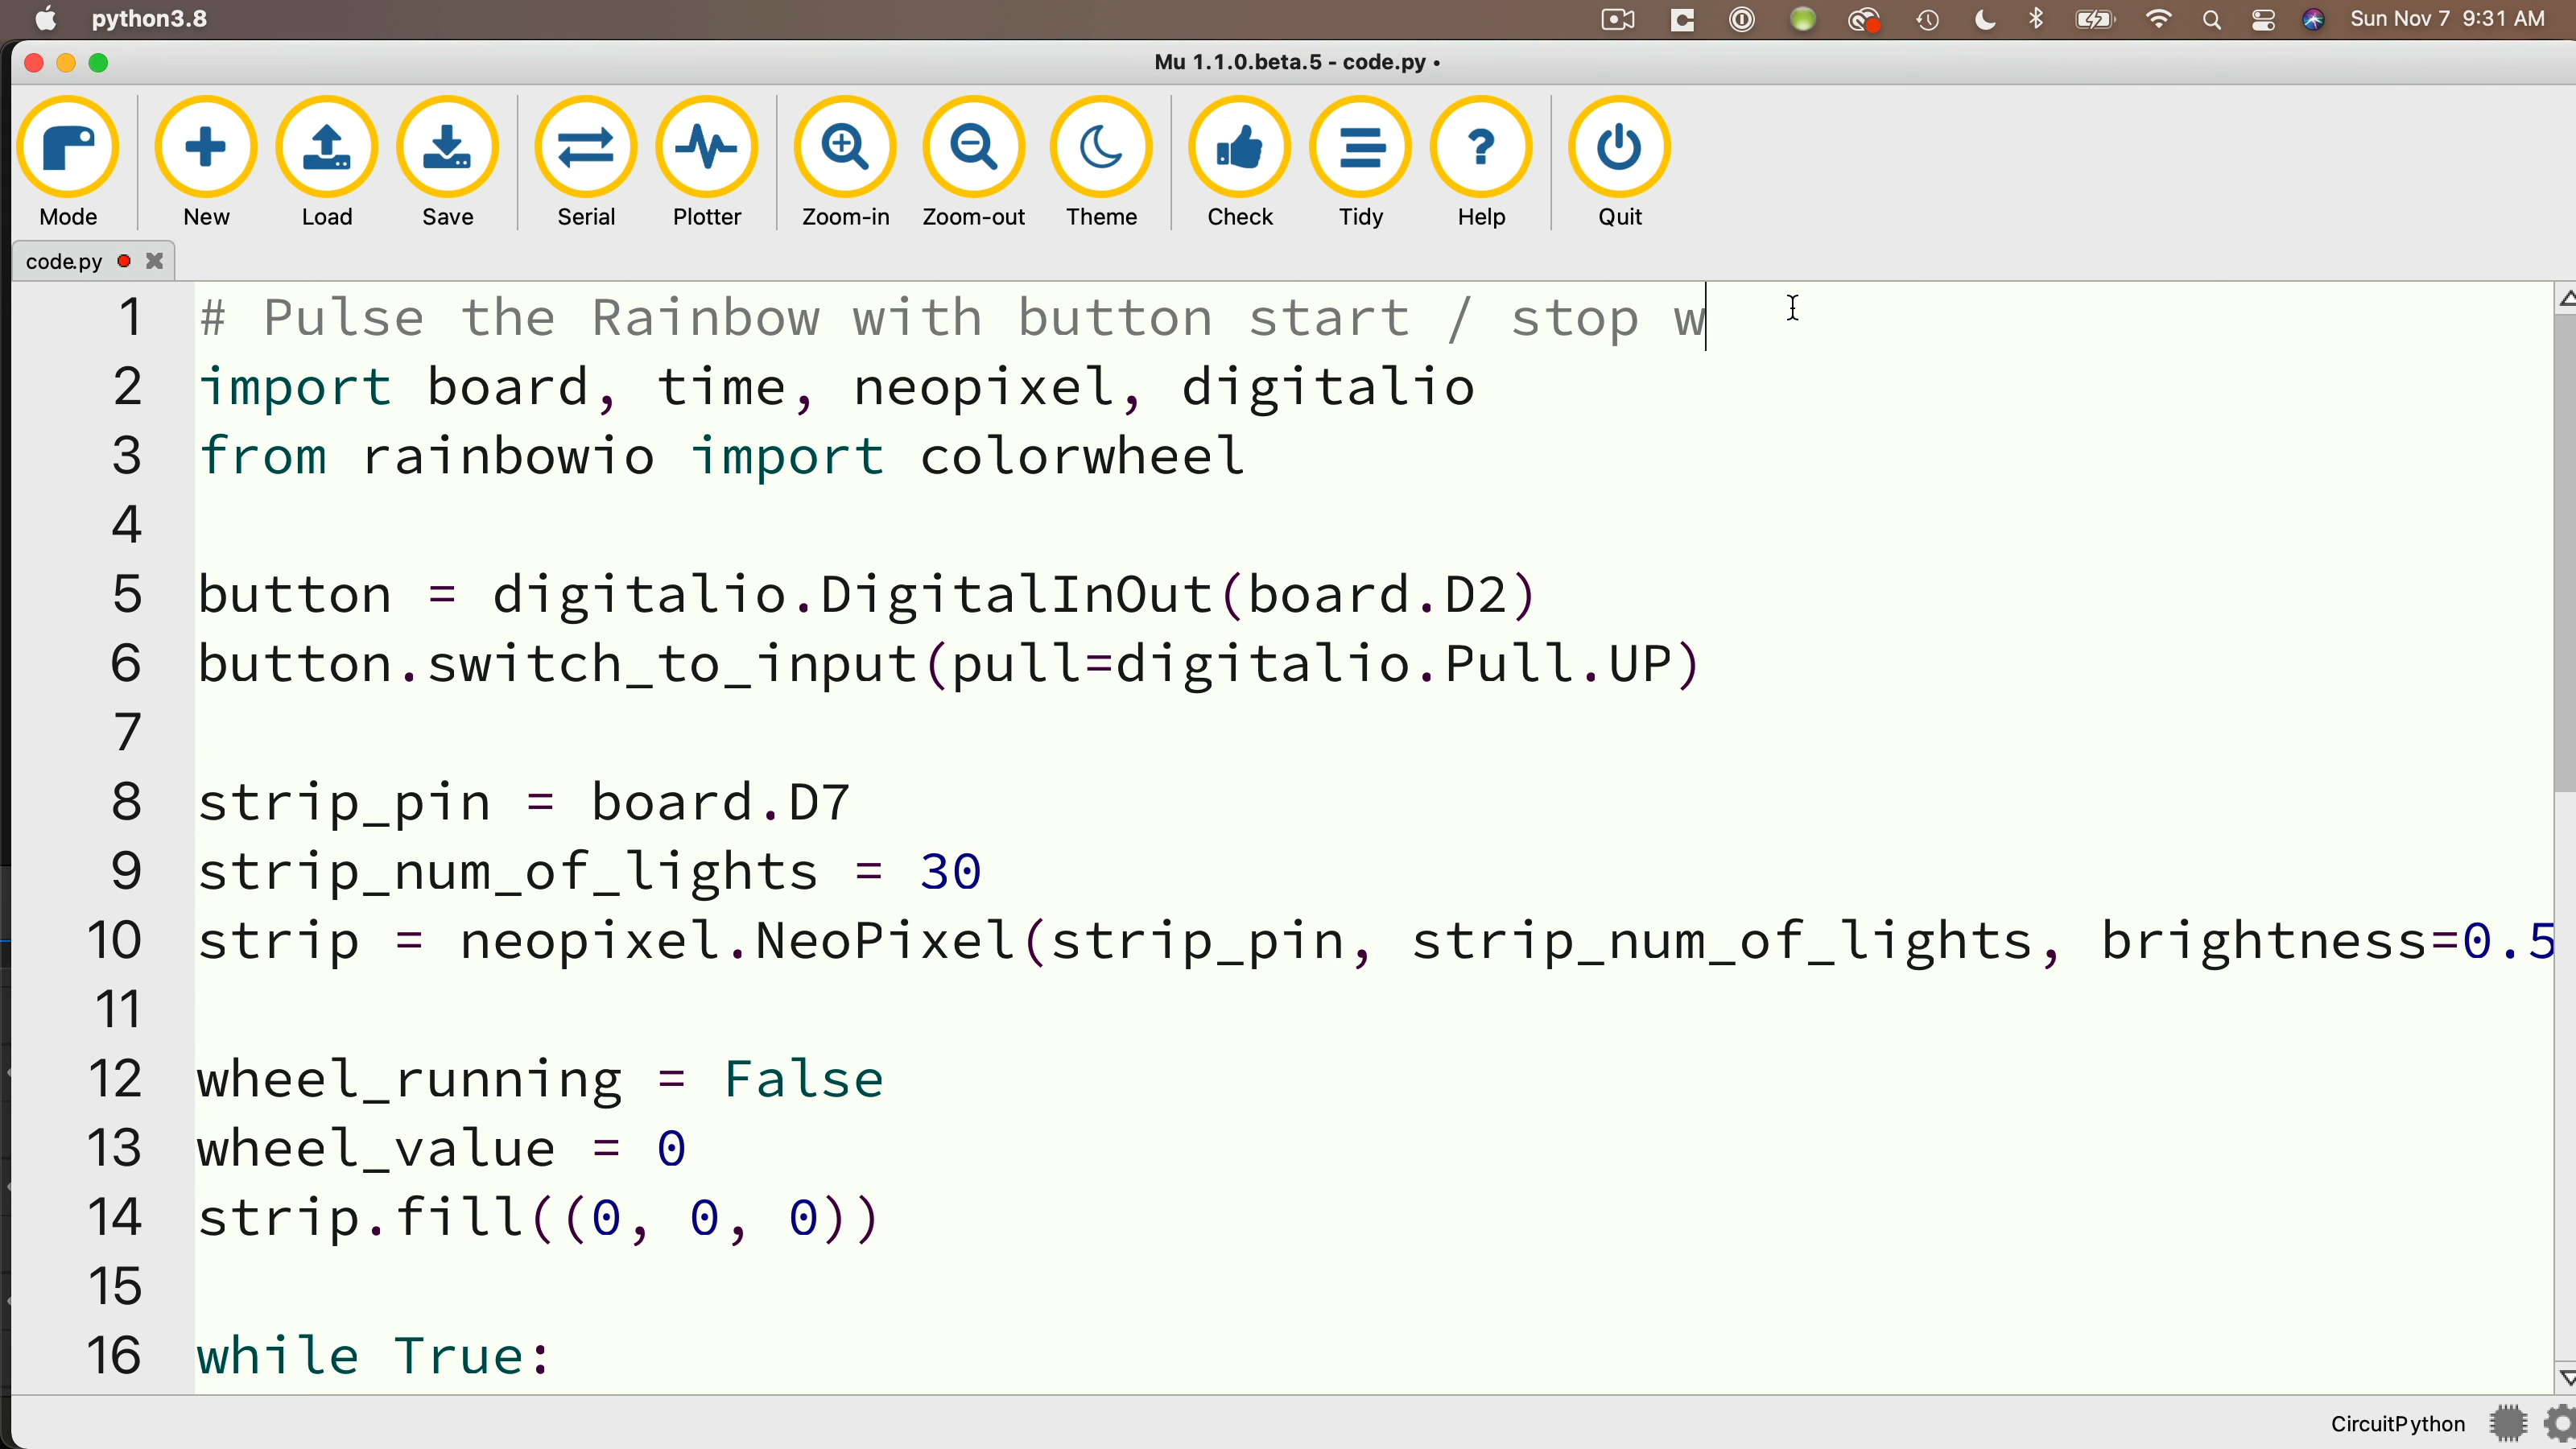 python3.8
Sun Nov 7 9:31 AM
Mu 1.1.0.beta.5 - code.py •
Mode New Load Save Serial Plotter Zoom-in Zoom-out Theme Check Tidy Help Quit
code.py
1 # Pulse the Rainbow with button start / stop w
2 import board, time, neopixel, digitalio
3 from rainbowio import colorwheel
4
5 button = digitalio.DigitalInOut(board.D2)
6 button.switch_to_input(pull=digitalio.Pull.UP)
7
8 strip_pin = board.D7
9 strip_num_of_lights = 30
10 strip = neopixel.NeoPixel(strip_pin, strip_num_of_lights, brightness=0.5
11
12 wheel_running = False
13 wheel_value = 0
14 strip.fill((0, 0, 0))
15
16 while True:
CircuitPython